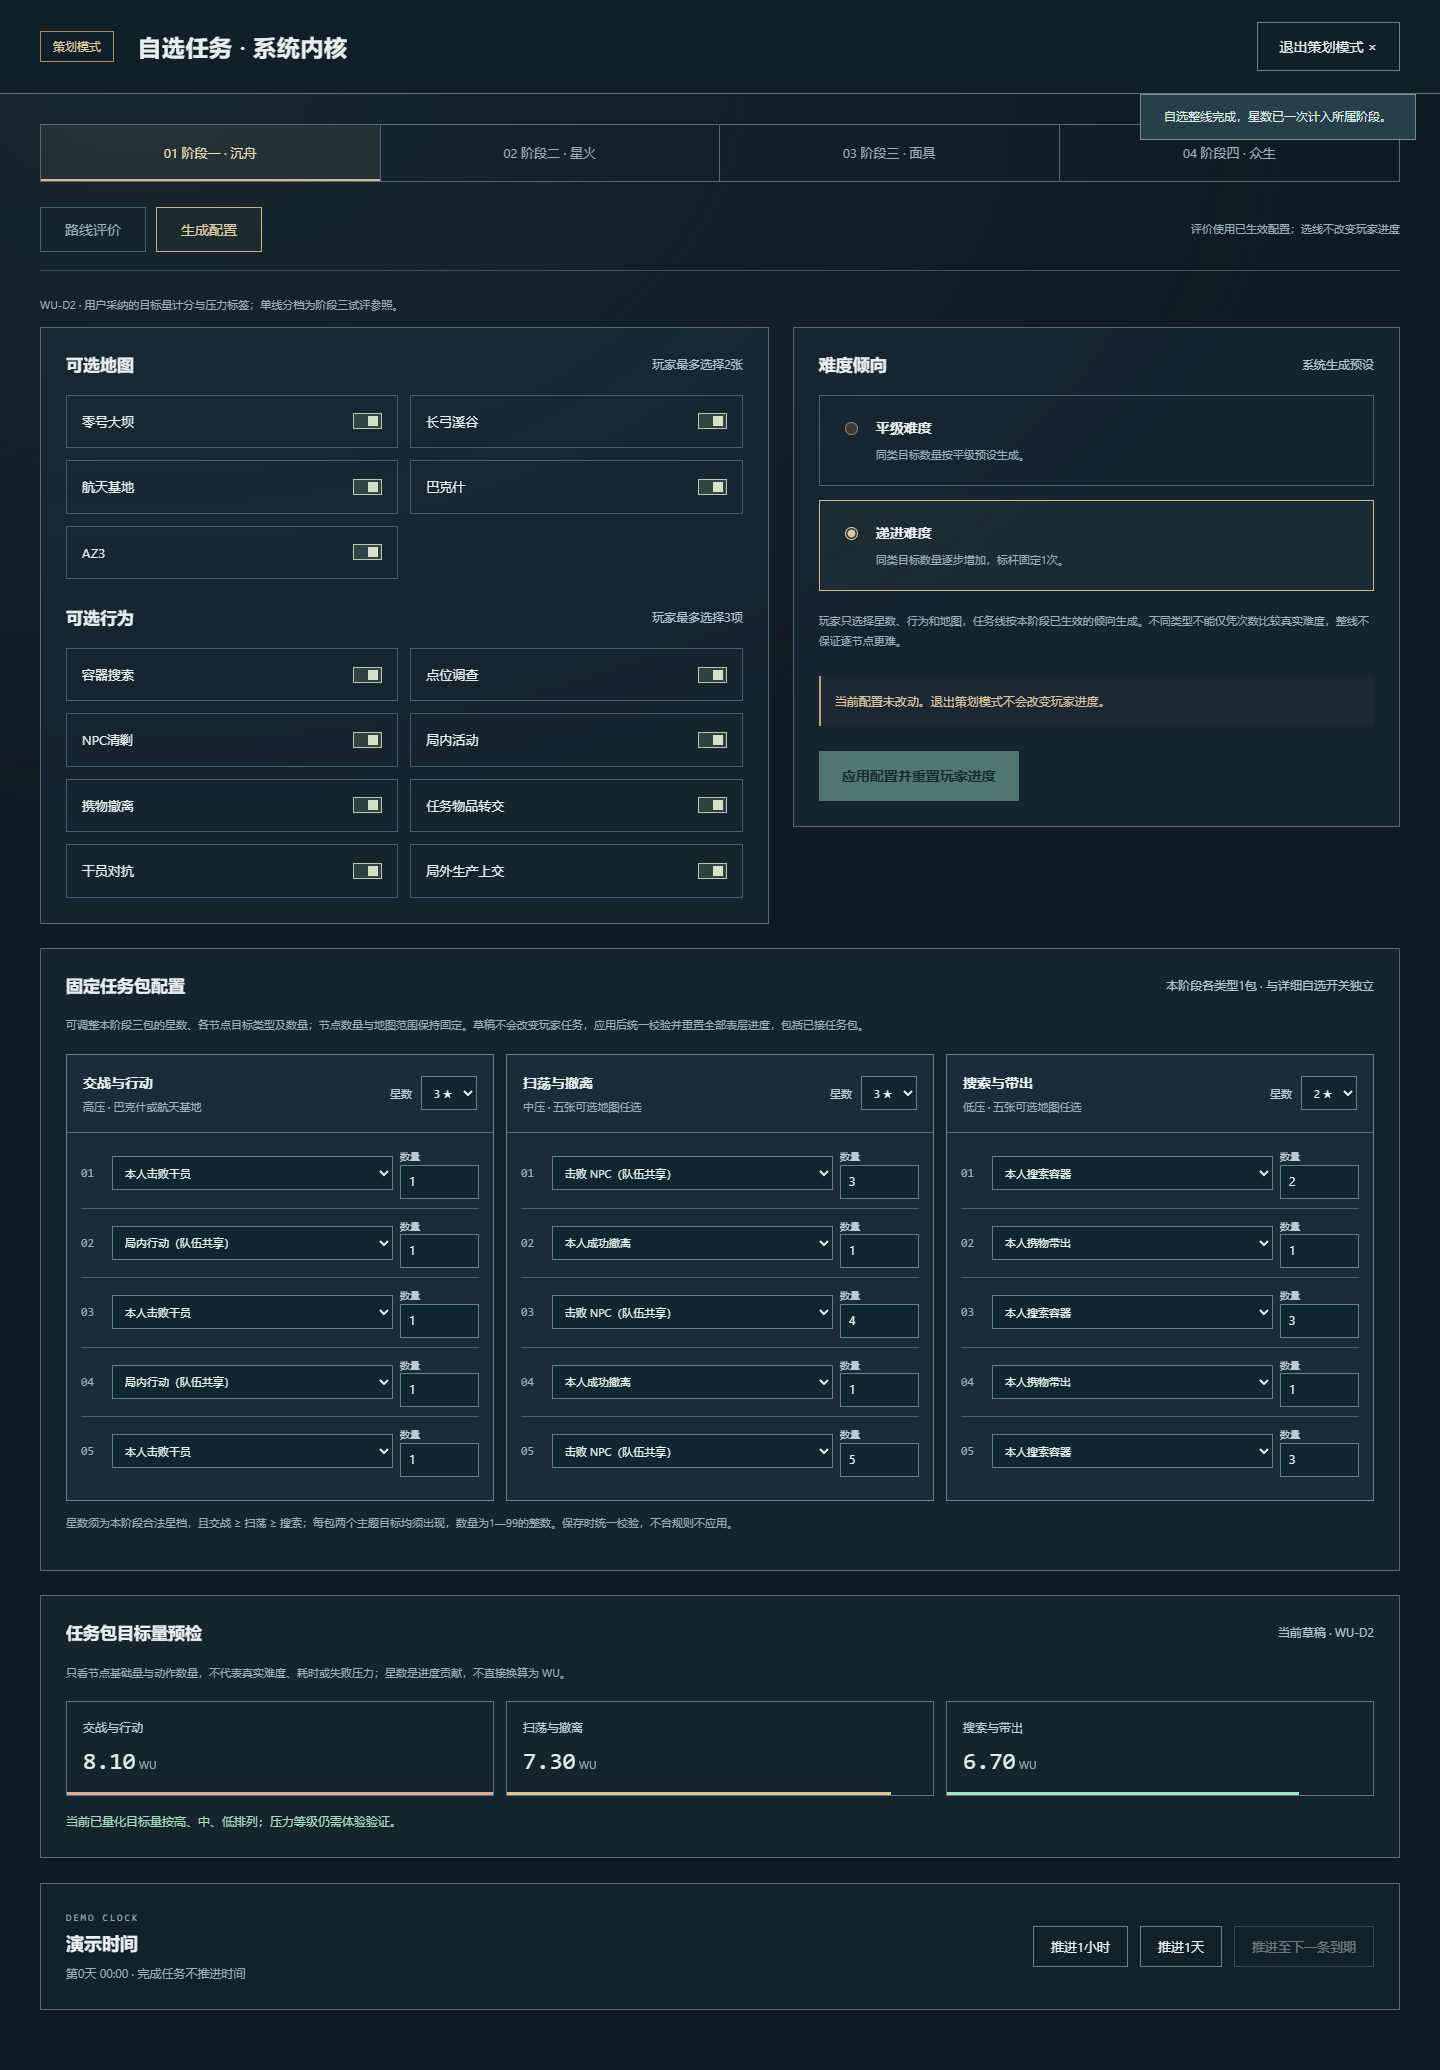 策划模式
自选任务 · 系统内核
退出策划模式 ×
自选整线完成，星数已一次计入所属阶段。
01 阶段一 · 沉舟
02 阶段二 · 星火
03 阶段三 · 面具
04 阶段四 · 众生
路线评价
生成配置
评价使用已生效配置；选线不改变玩家进度
WU-D2 · 用户采纳的目标量计分与压力标签；单线分档为阶段三试评参照。
可选地图
玩家最多选择2张
零号大坝
长弓溪谷
航天基地
巴克什
AZ3
可选行为
玩家最多选择3项
容器搜索
点位调查
NPC清剿
局内活动
携物撤离
任务物品转交
干员对抗
局外生产上交
难度倾向
系统生成预设
平级难度
同类目标数量按平级预设生成。
递进难度
同类目标数量逐步增加，标杆固定1次。
玩家只选择星数、行为和地图，任务线按本阶段已生效的倾向生成。不同类型不能仅凭次数比较真实难度，整线不
保证逐节点更难。
当前配置未改动。退出策划模式不会改变玩家进度。
应用配置并重置玩家进度
固定任务包配置
本阶段各类型1包 · 与详细自选开关独立
可调整本阶段三包的星数、各节点目标类型及数量；节点数量与地图范围保持固定。草稿不会改变玩家任务，应用后统一校验并重置全部表层进度，包括已接任务包。
交战与行动
高压 · 巴克什或航天基地
星数
3 ★
01
本人击败干员
数量
1
02
局内行动（队伍共享）
数量
1
03
本人击败干员
数量
1
04
局内行动（队伍共享）
数量
1
05
本人击败干员
数量
1
扫荡与撤离
中压 · 五张可选地图任选
星数
3 ★
01
击败 NPC（队伍共享）
数量
3
02
本人成功撤离
数量
1
03
击败 NPC（队伍共享）
数量
4
04
本人成功撤离
数量
1
05
击败 NPC（队伍共享）
数量
5
搜索与带出
低压 · 五张可选地图任选
星数
2 ★
01
本人搜索容器
数量
2
02
本人携物带出
数量
1
03
本人搜索容器
数量
3
04
本人携物带出
数量
1
05
本人搜索容器
数量
3
星数须为本阶段合法星档，且交战 ≥ 扫荡 ≥ 搜索；每包两个主题目标均须出现，数量为1—99的整数。保存时统一校验，不合规则不应用。
任务包目标量预检
当前草稿 · WU-D2
只看节点基础量与动作数量，不代表真实难度、耗时或失败压力；星数是进度贡献，不直接换算为 WU。
交战与行动
8.10 WU
扫荡与撤离
7.30 WU
搜索与带出
6.70 WU
当前已量化目标量按高、中、低排列；压力等级仍需体验验证。
DEMO CLOCK
演示时间
第0天 00:00 · 完成任务不推进时间
推进1小时
推进1天
推进至下一条到期